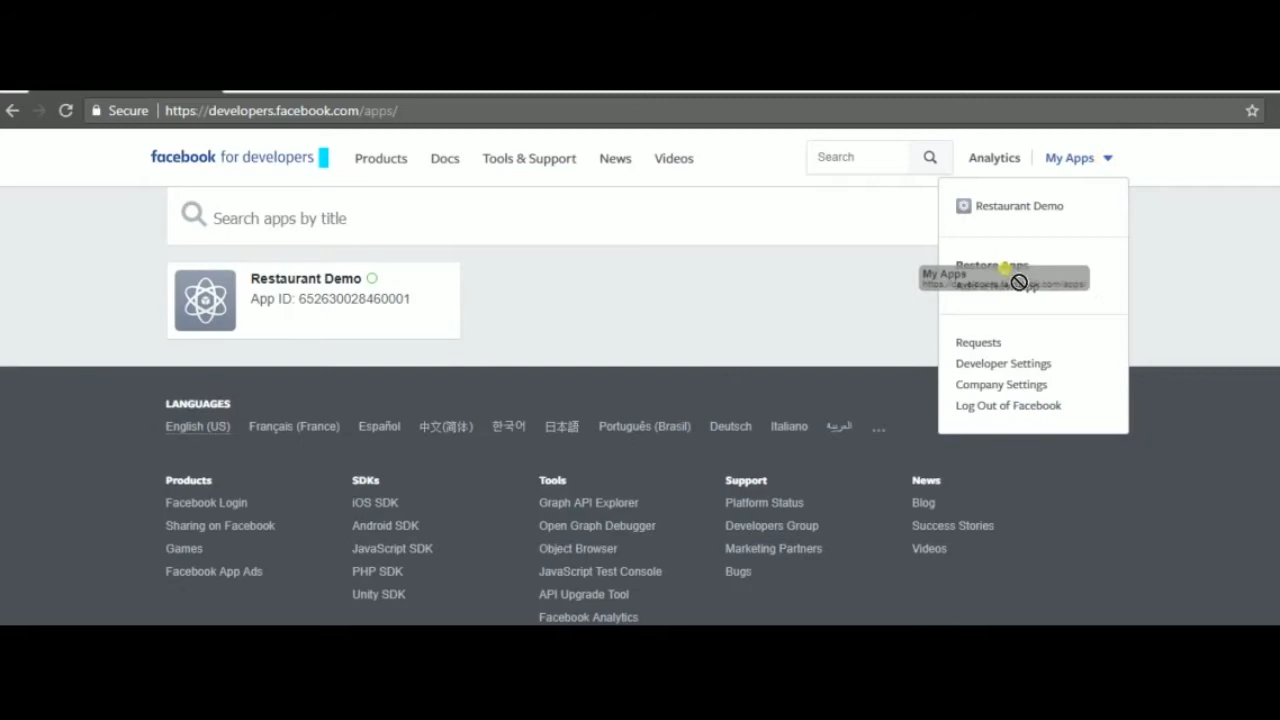 Secure | https://developers.facebook.com/apps/
facebook for developers Products Docs Tools & Support News Videos Search Analytics My Apps
Search apps by title
Restaurant Demo
Restaurant Demo
App ID: 652630028460001
Restore Apps
My Apps
Requests
Developer Settings
Company Settings
Log Out of Facebook
LANGUAGES
English (US) Français (France) Español 中文(简体) 한국어 日本語 Português (Brasil) Deutsch Italiano العربية ...
Products SDKs Tools Support News
Facebook Login iOS SDK Graph API Explorer Platform Status Blog
Sharing on Facebook Android SDK Open Graph Debugger Developers Group Success Stories
Games JavaScript SDK Object Browser Marketing Partners Videos
Facebook App Ads PHP SDK JavaScript Test Console Bugs
Unity SDK API Upgrade Tool
Facebook Analytics